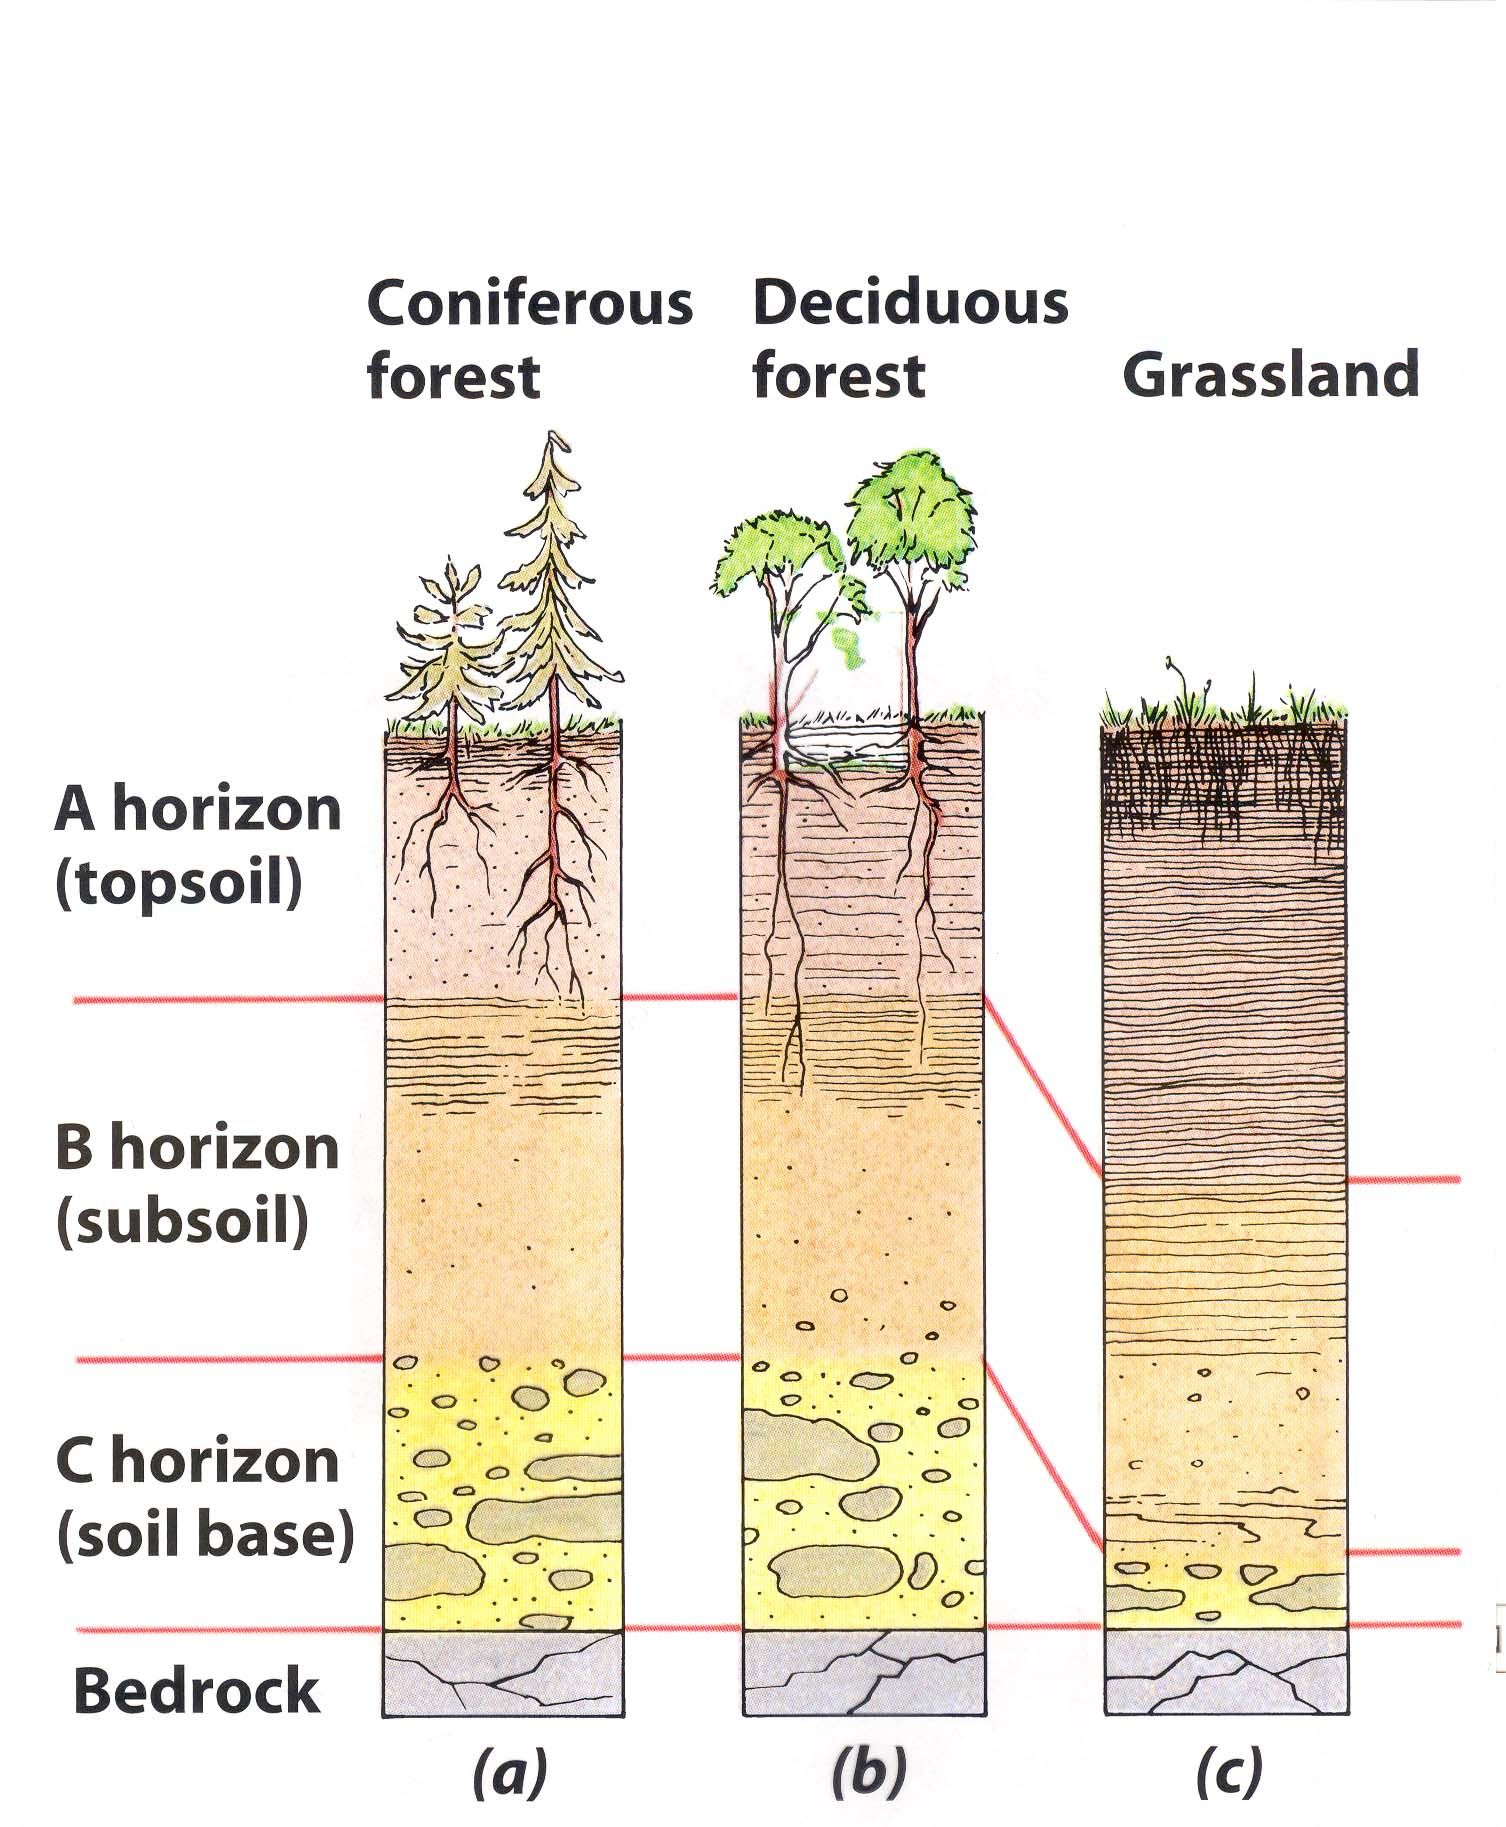 Coniferous
forest
Deciduous
forest
Grassland
A horizon
(topsoil)
B horizon
(subsoil)
C horizon
(soil base)
Bedrock
(a)
(b)
(c)